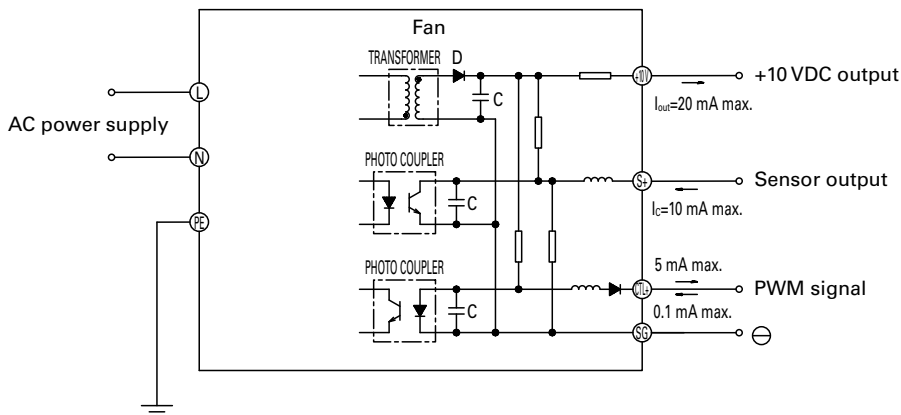 Fan
TRANSFORMER D
C
+10V
+10 VDC output
Iout=20 mA max.
L
AC power supply
N
PHOTO COUPLER
C
S+
Sensor output
Ic=10 mA max.
PE
PHOTO COUPLER
C
5 mA max.
CTL+
PWM signal
0.1 mA max.
SG
⊖